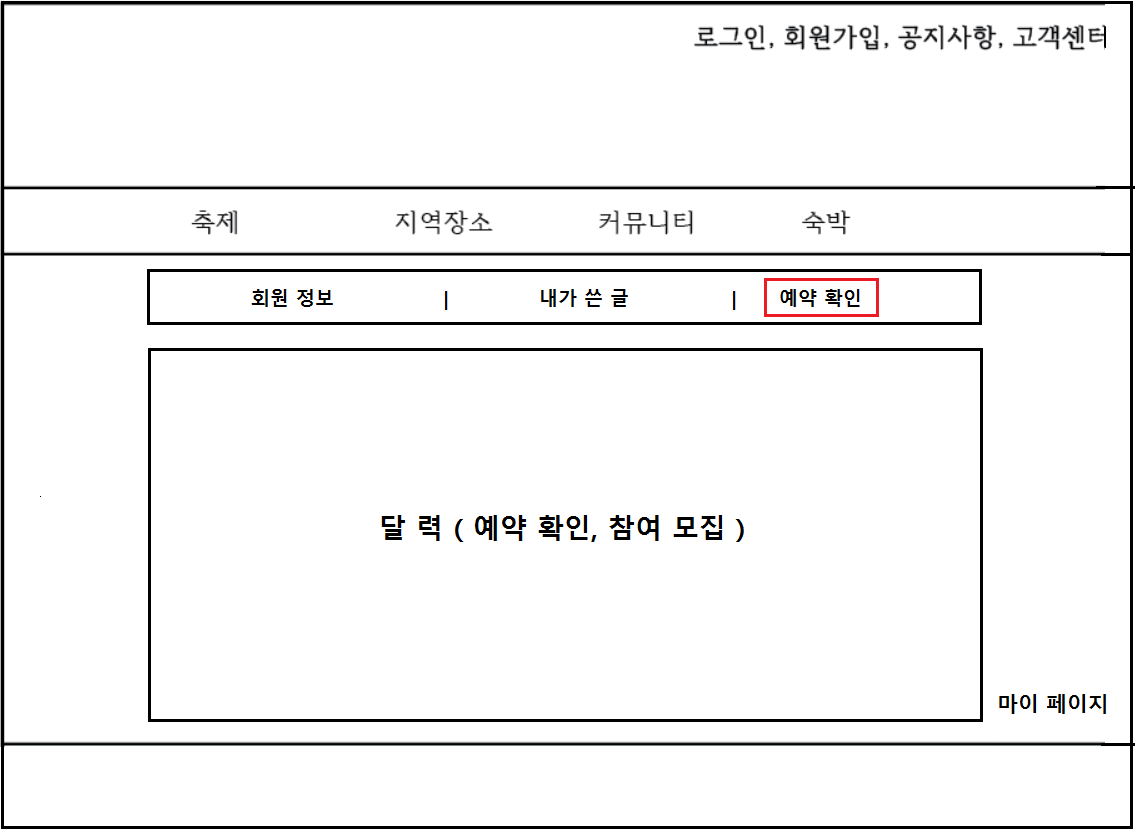 로그인, 회원가입, 공지사항, 고객센터
축제 지역장소 커뮤니티 숙박
회원 정보 | 내가 쓴 글 | 예약 확인
달 력 ( 예약 확인, 참여 모집 )
마이 페이지